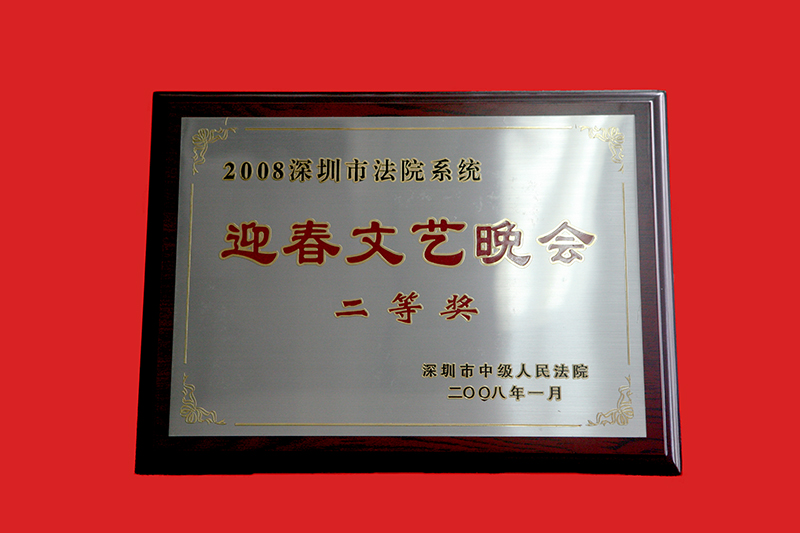 2008深圳市法院系统
迎春文艺晚会
二等奖
深圳市中级人民法院
二〇〇八年一月